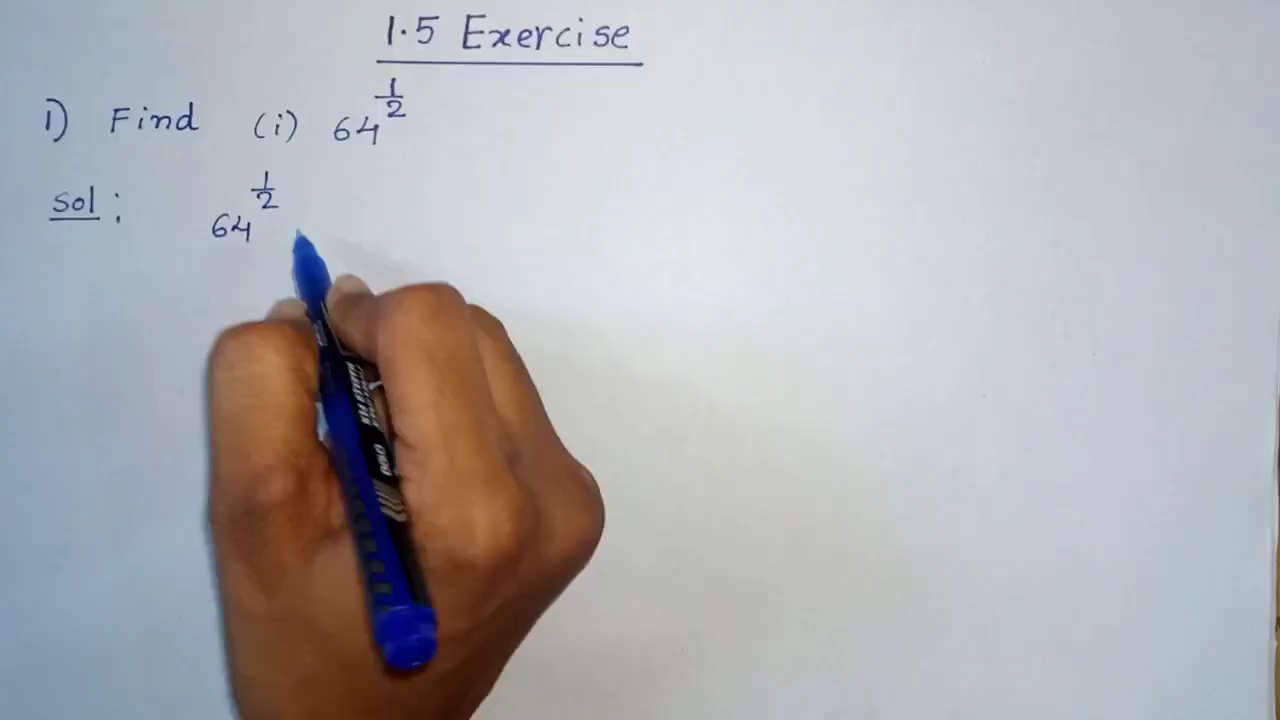 1.5 Exercise
1) Find (i) 64^1/2
Sol: 64^1/2